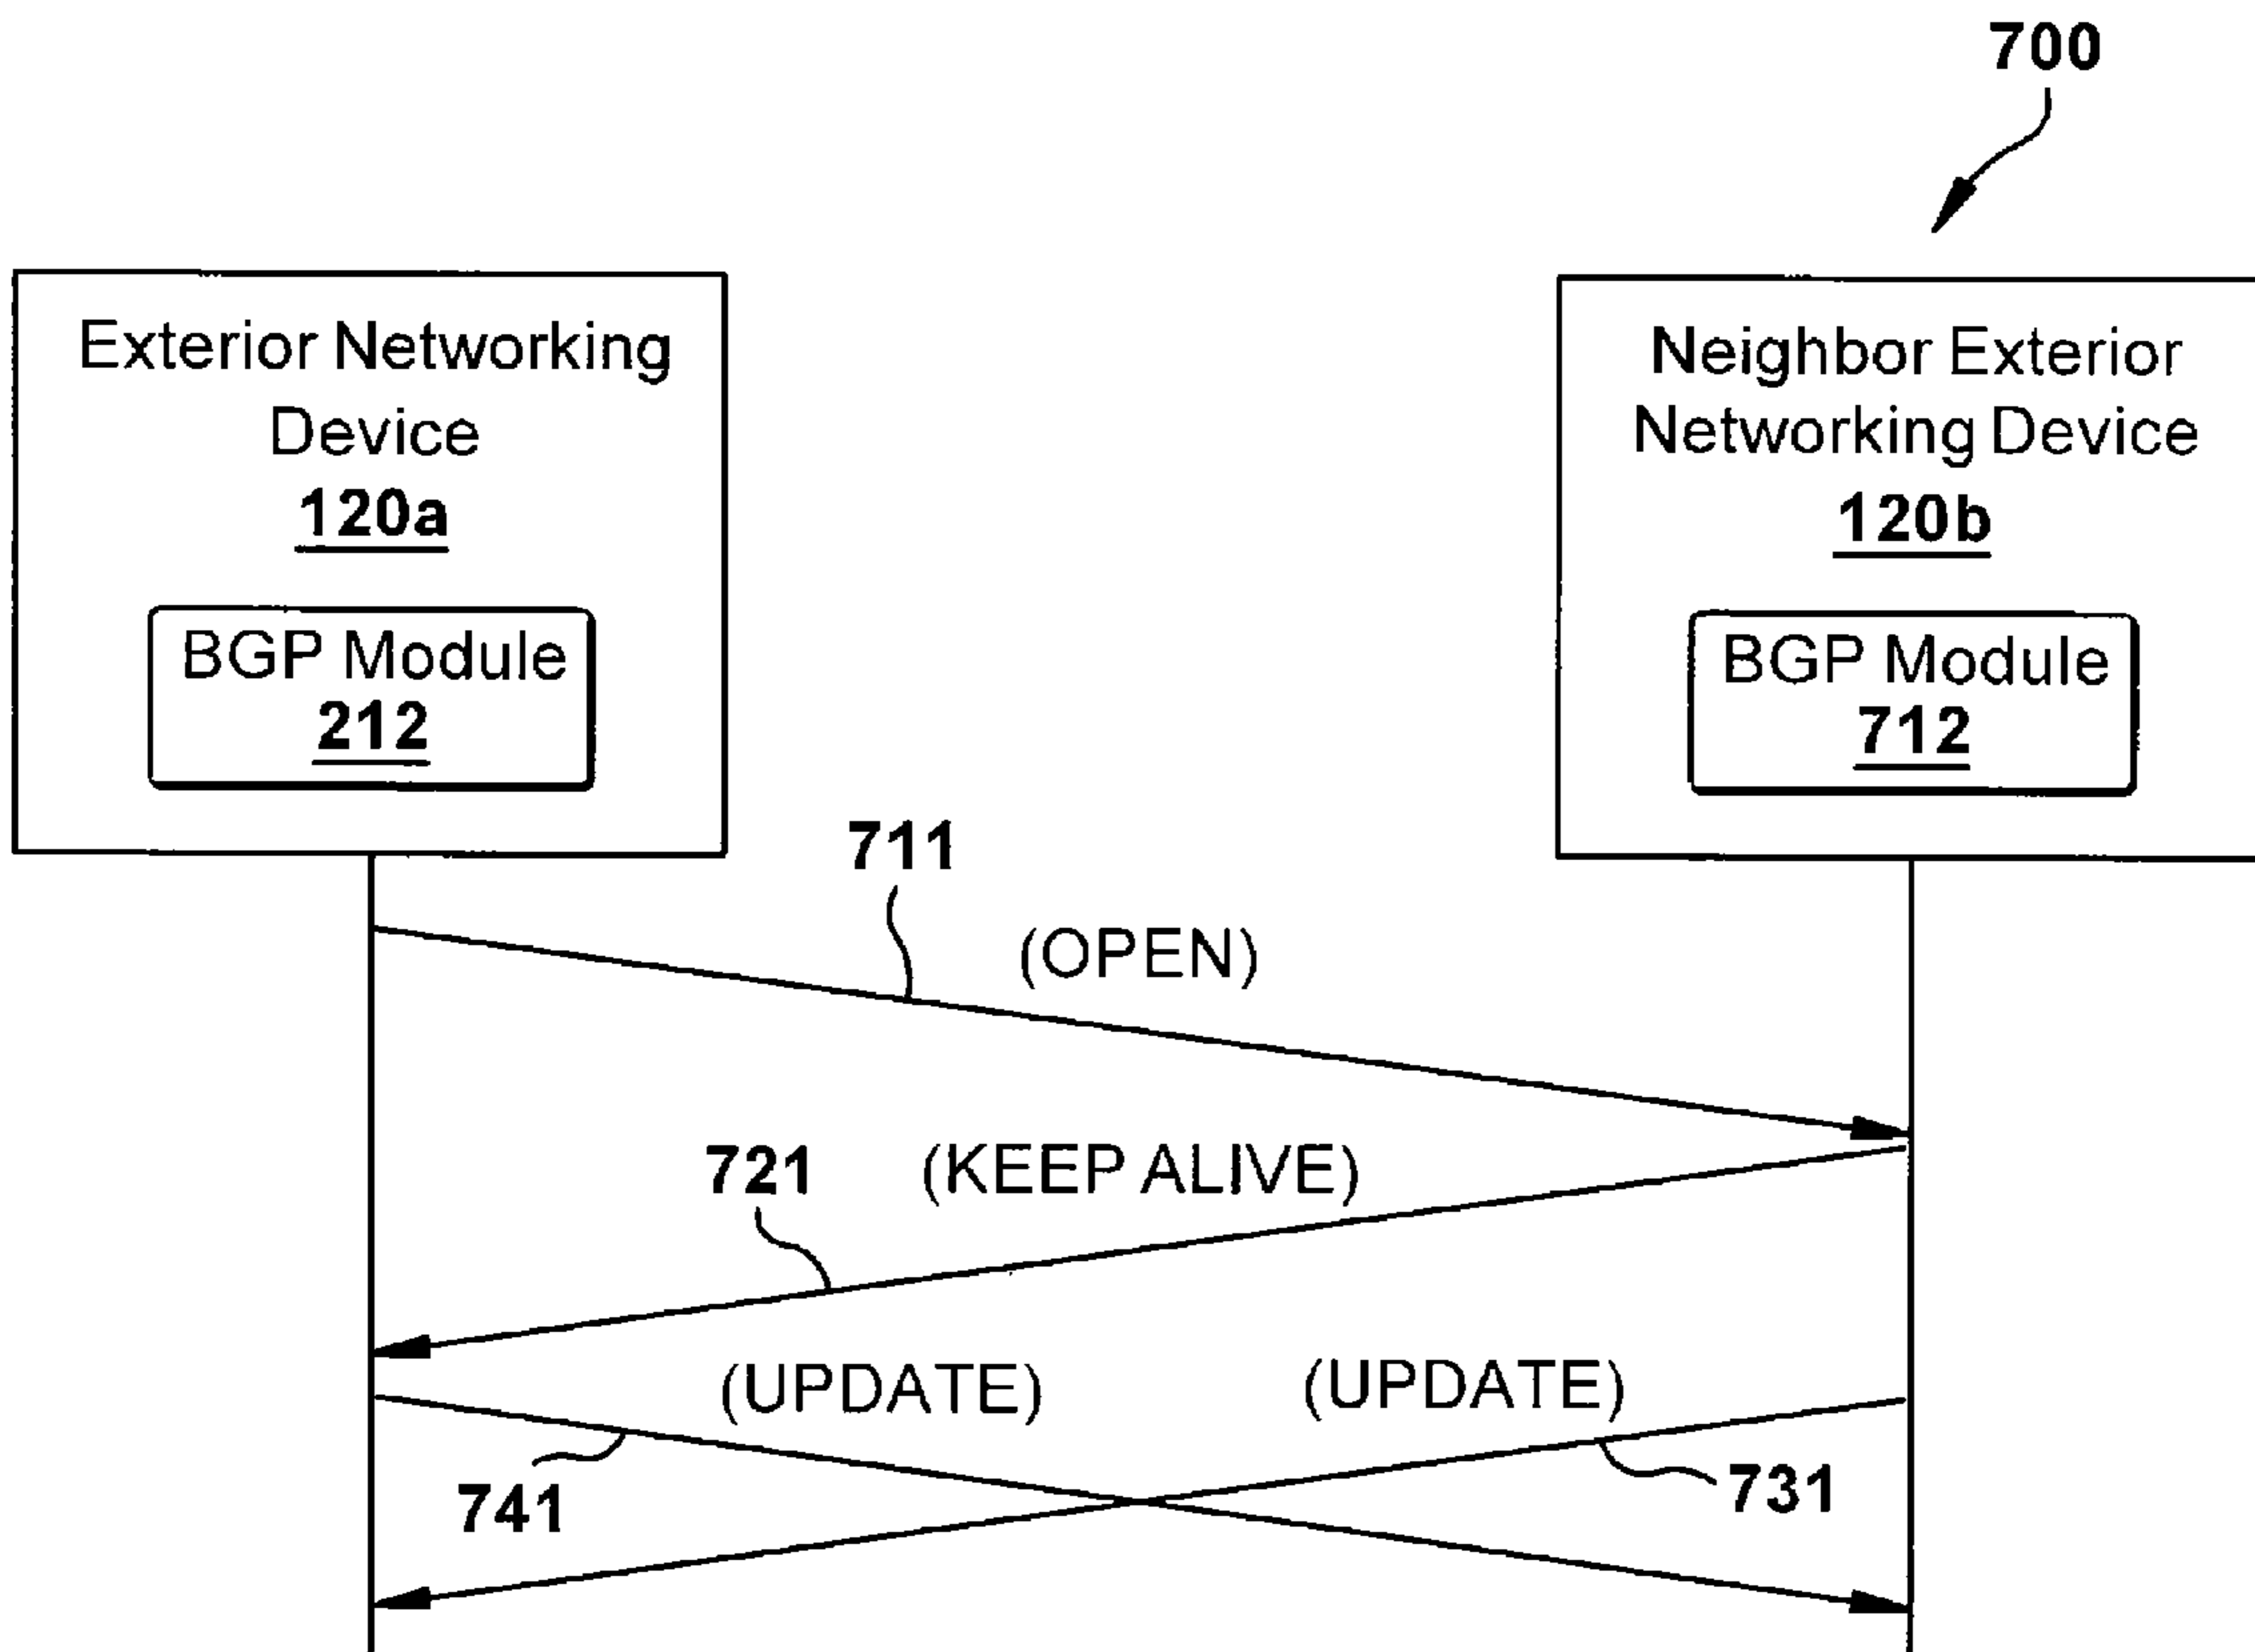 700
Exterior Networking
Device
120a
BGP Module
212
Neighbor Exterior
Networking Device
120b
BGP Module
712
711
(OPEN)
721
(KEEP ALIVE)
(UPDATE)
(UPDATE)
741
731